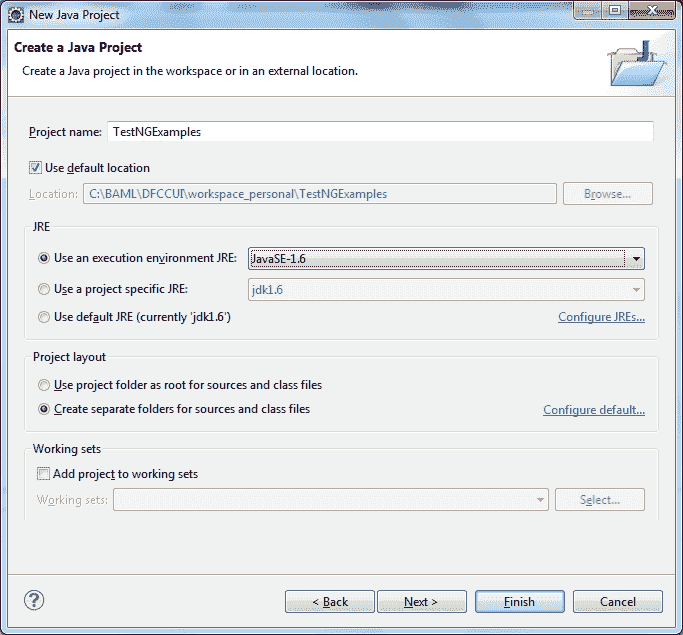 New Java Project
Create a Java Project
Create a Java project in the workspace or in an external location.
Project name: TestNGExamples
Use default location
Location: C:\BAML\DFCCUI\workspace_personal\TestNGExamples Browse...
JRE
Use an execution environment JRE: JavaSE-1.6
Use a project specific JRE: jdk1.6
Use default JRE (currently 'jdk1.6') Configure JREs...
Project layout
Use project folder as root for sources and class files
Create separate folders for sources and class files Configure default...
Working sets
Add project to working sets
Working sets: Select...
? < Back Next > Finish Cancel